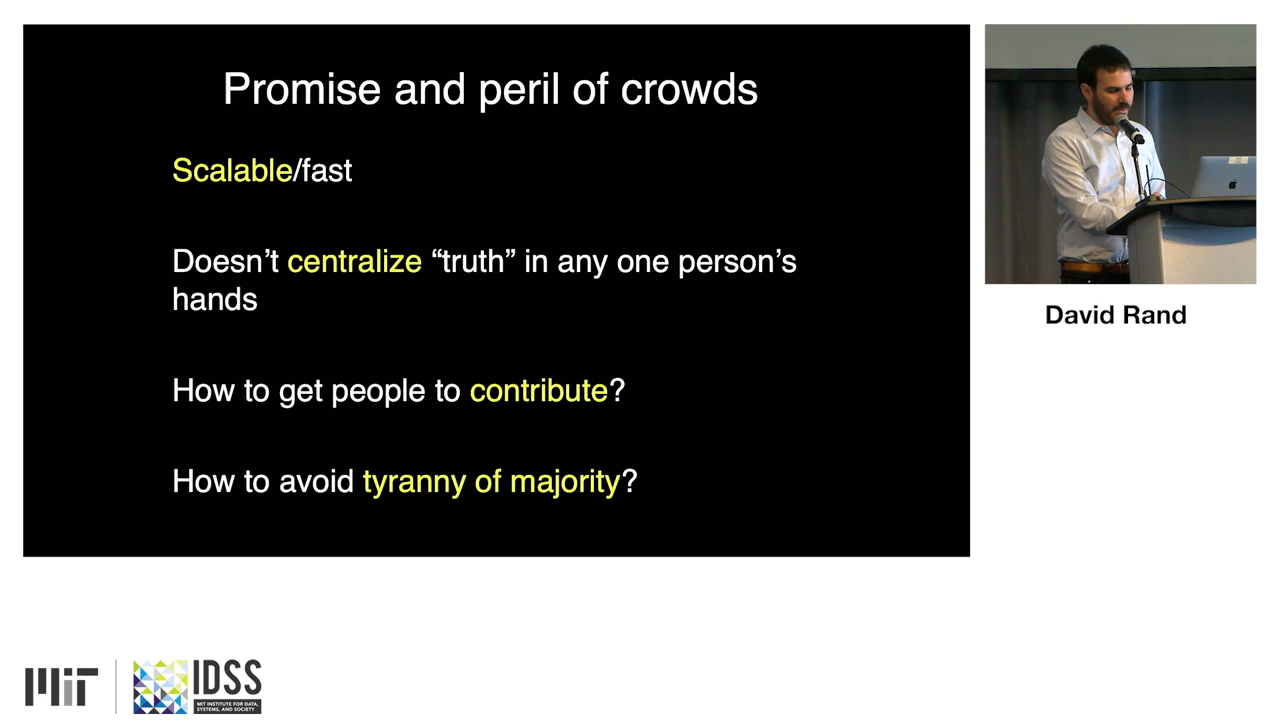 Promise and peril of crowds
Scalable/fast
Doesn’t centralize “truth” in any one person’s
hands
How to get people to contribute?
How to avoid tyranny of majority?
David Rand
MIT
IDSS
MIT INSTITUTE FOR DATA,
SYSTEMS, AND SOCIETY